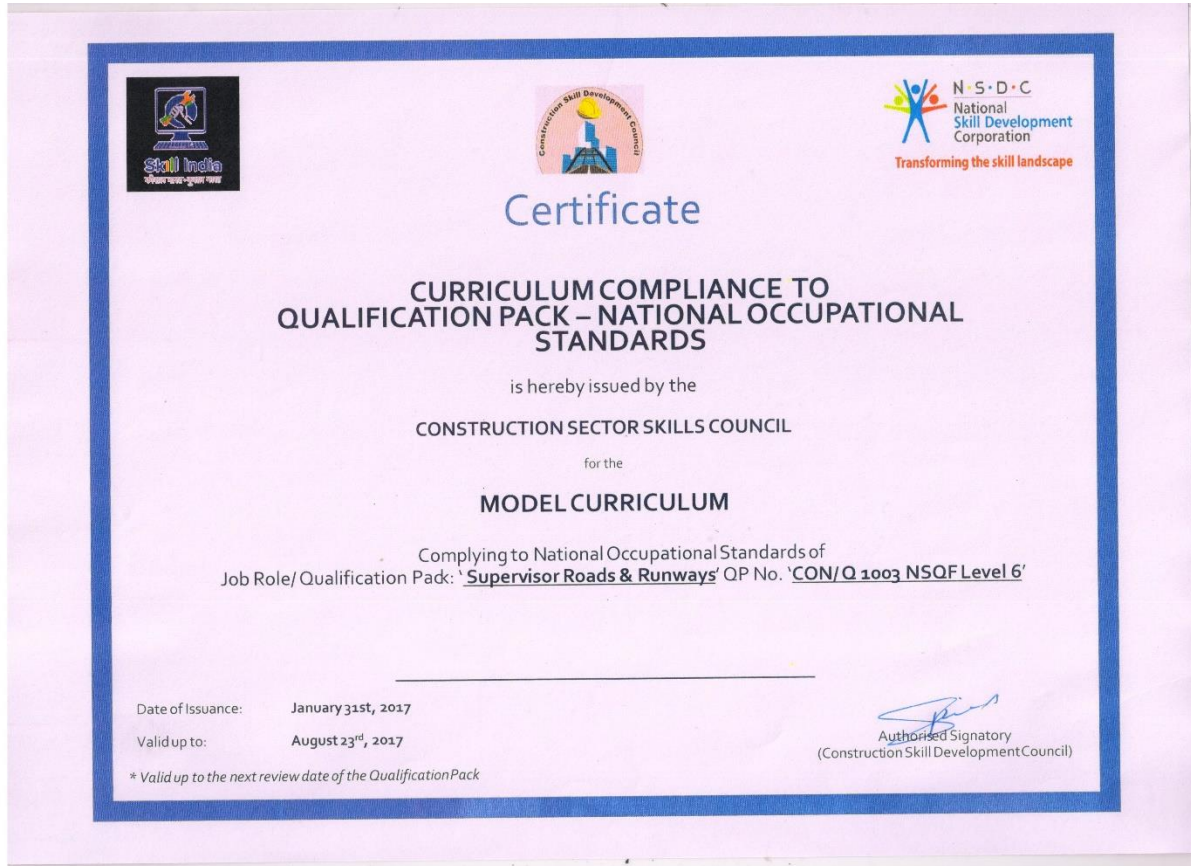 Skill India
कौशल भारत-कुशल भारत
Construction Skill Development Council
N·S·D·C
National
Skill Development
Corporation
Transforming the skill landscape
Certificate
CURRICULUM COMPLIANCE TO
QUALIFICATION PACK – NATIONAL OCCUPATIONAL
STANDARDS
is hereby issued by the
CONSTRUCTION SECTOR SKILLS COUNCIL
for the
MODEL CURRICULUM
Complying to National Occupational Standards of
Job Role/ Qualification Pack: 'Supervisor Roads & Runways' QP No. 'CON/ Q 1003 NSQF Level 6'
Date of Issuance: January 31st, 2017
Valid up to: August 23rd, 2017
* Valid up to the next review date of the Qualification Pack
Authorised Signatory
(Construction Skill Development Council)